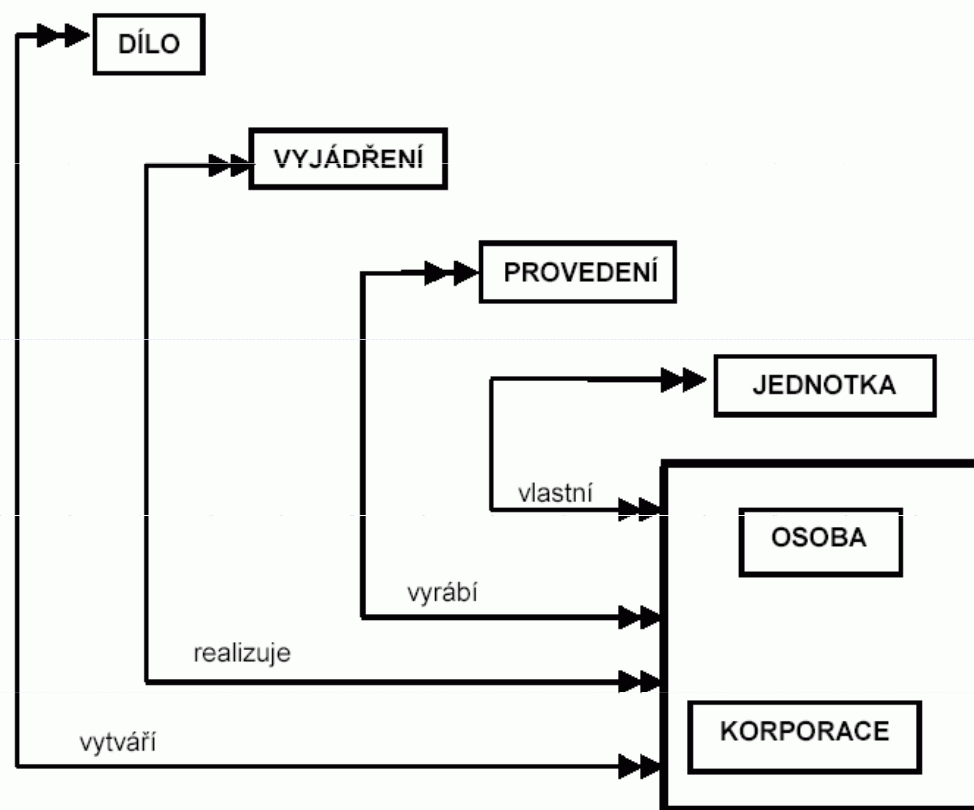 DÍLO
VYJÁDŘENÍ
PROVEDENÍ
JEDNOTKA
vlastní
OSOBA
vyrábí
realizuje
KORPORACE
vytváří